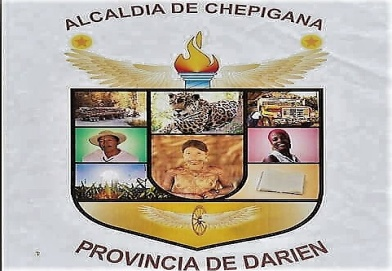 ALCALDIA DE CHEPIGANA
PROVINCIA DE DARIEN